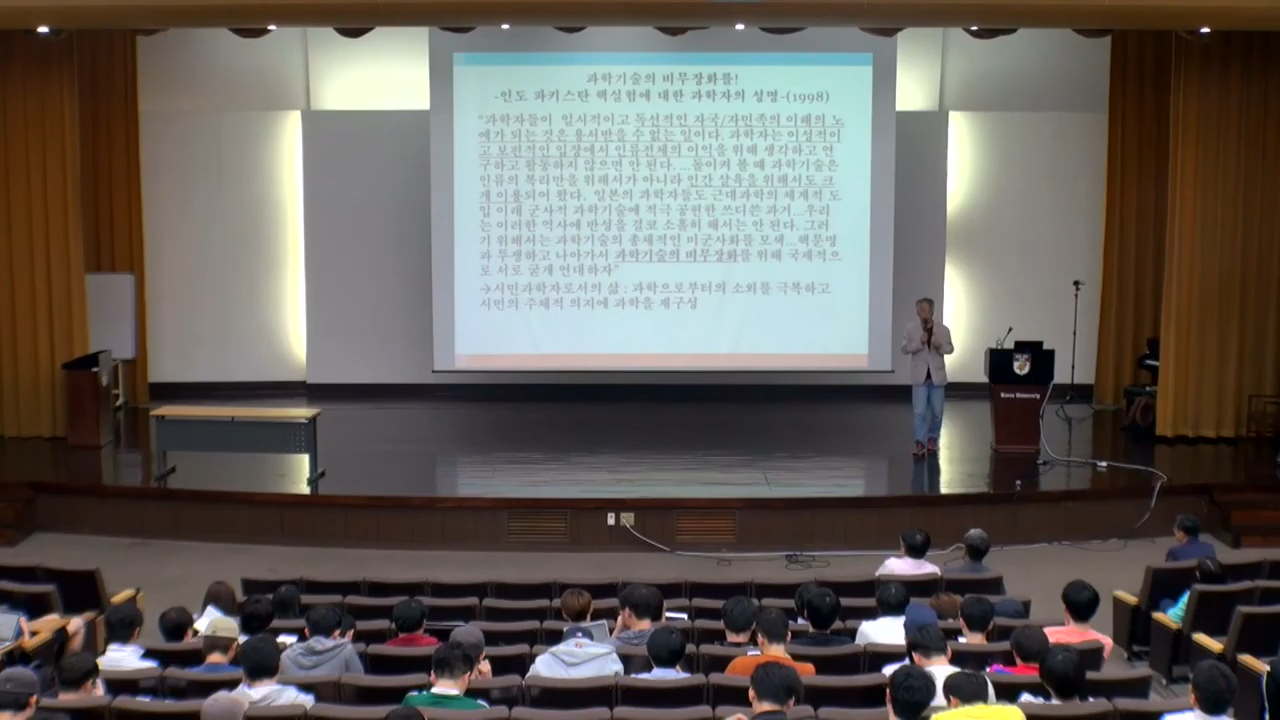 과학기술의 비무장화를!
-인도 파키스탄 핵실험에 대한 과학자의 성명-(1998)
“과학자들이 일시적이고 독선적인 자국/자민족의 이해의 노
예가 되는 것은 용서받을 수 없는 일이다. 과학자는 이성적이
고 보편적인 입장에서 인류전체의 이익을 위해 생각하고 연
구하고 활동하지 않으면 안 된다. …돌이켜 볼 때 과학기술은
인류의 복리만을 위해서가 아니라 인간 살육을 위해서도 크
게 이용되어 왔다. 일본의 과학자들도 근대과학의 체계적 도
입 이래 군사적 과학기술에 적극 공헌한 쓰디쓴 과거…우리
는 이러한 역사에 반성을 결코 소홀히 해서는 안 된다. 그러
기 위해서는 과학기술의 총체적인 비군사화를 모색…핵문명
과 투쟁하고 나아가서 과학기술의 비무장화를 위해 국제적으
로 서로 굳게 연대하자”
→시민과학자로서의 삶 : 과학으로부터의 소외를 극복하고
시민의 주체적 의지에 과학을 재구성
Korea University